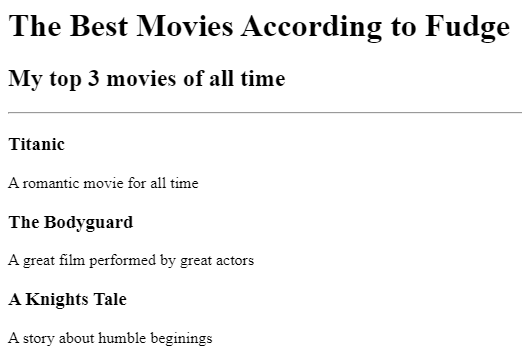 The Best Movies According to Fudge
My top 3 movies of all time
Titanic
A romantic movie for all time
The Bodyguard
A great film performed by great actors
A Knights Tale
A story about humble beginings